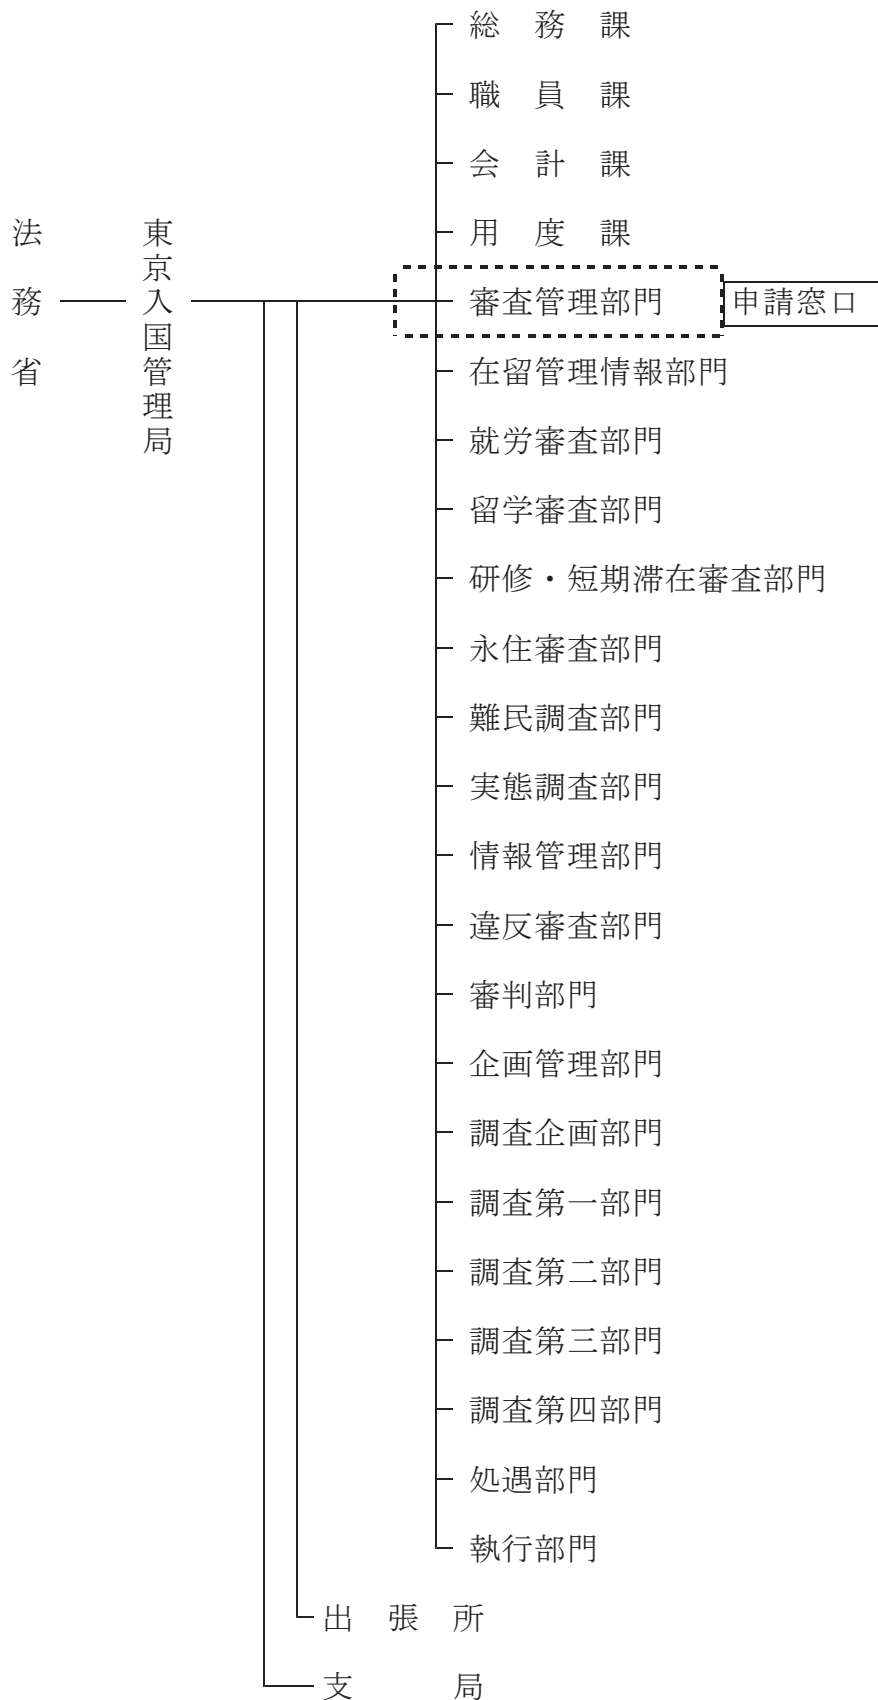 法務省
東京入国管理局
総務課
職員課
会計課
用度課
審査管理部門
申請窓口
在留管理情報部門
就労審査部門
留学審査部門
研修・短期滞在審査部門
永住審査部門
難民調査部門
実態調査部門
情報管理部門
違反審査部門
審判部門
企画管理部門
調査企画部門
調査第一部門
調査第二部門
調査第三部門
調査第四部門
処遇部門
執行部門
出張所
支局